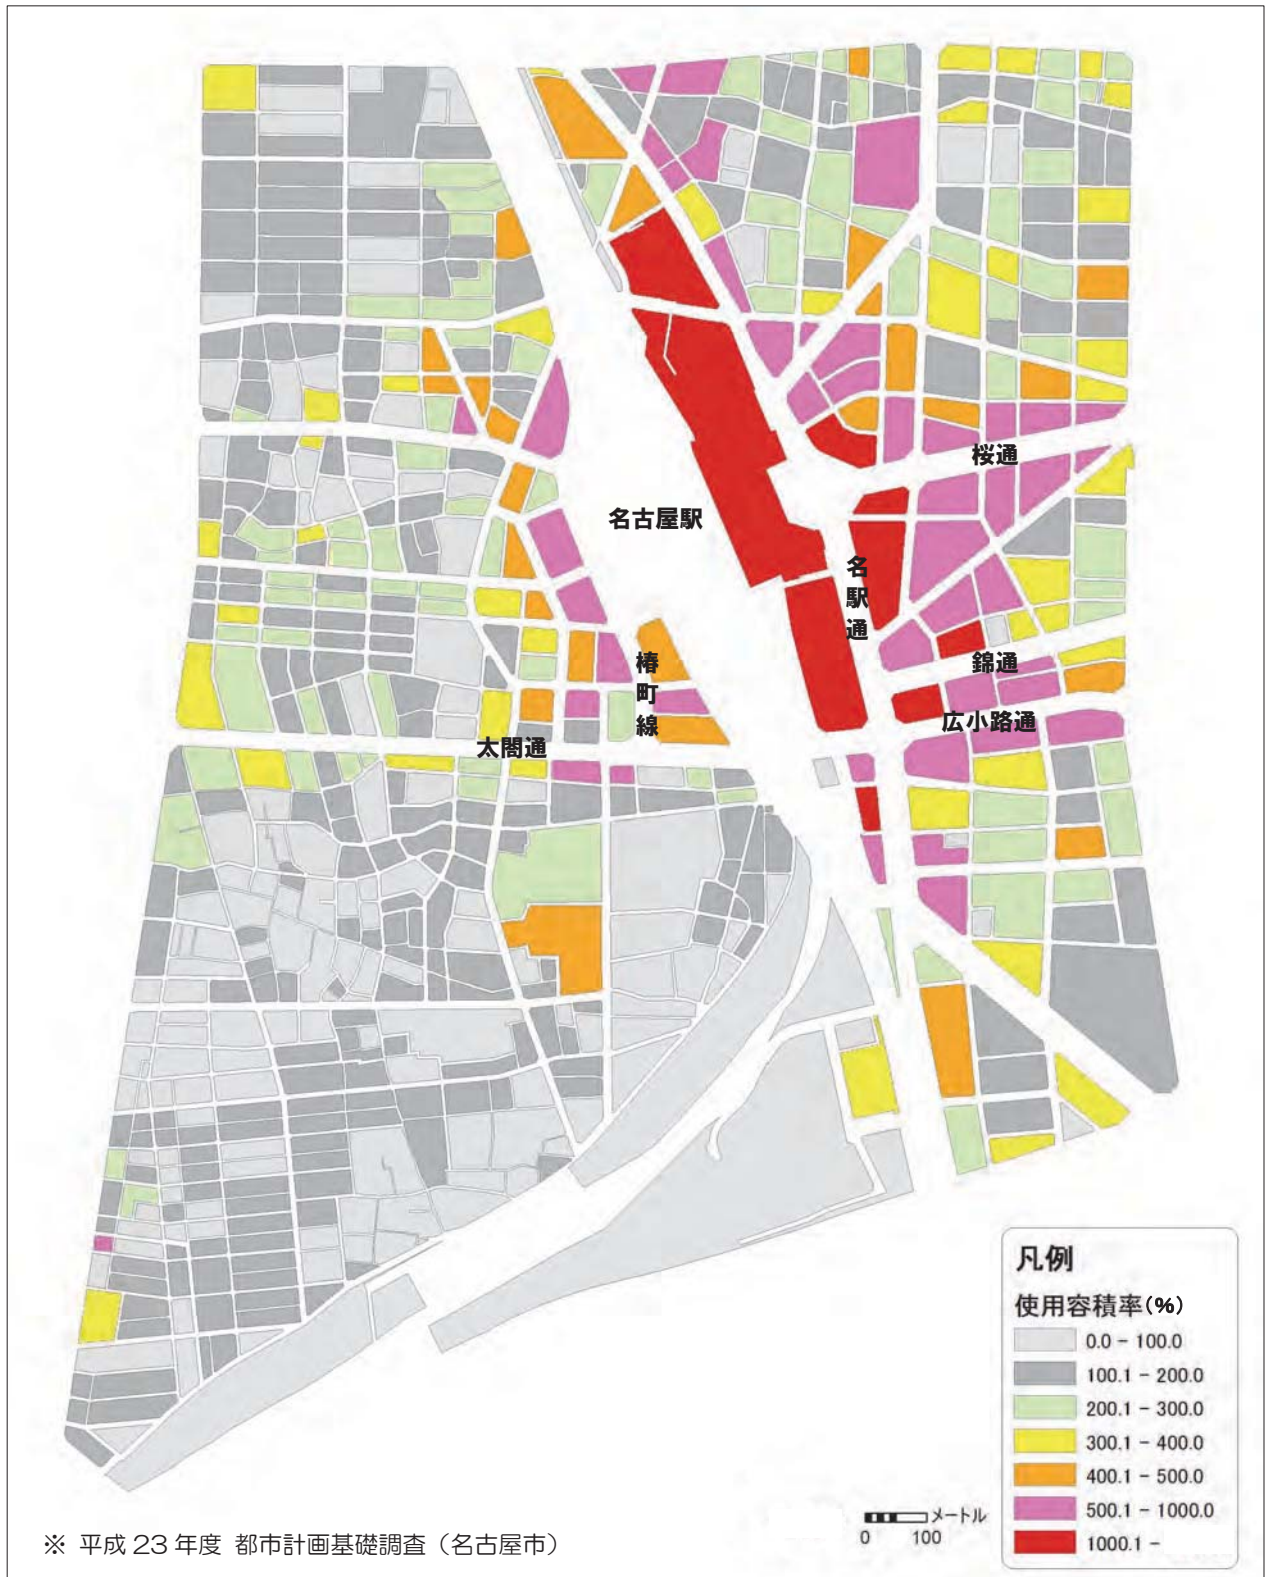 桜通
名古屋駅
名駅通
椿町線
錦通
広小路通
太閤通
凡例
使用容積率(%)
0.0 - 100.0
100.1 - 200.0
200.1 - 300.0
300.1 - 400.0
400.1 - 500.0
500.1 - 1000.0
1000.1 -
メートル
0 100
※ 平成 23 年度 都市計画基礎調査（名古屋市）